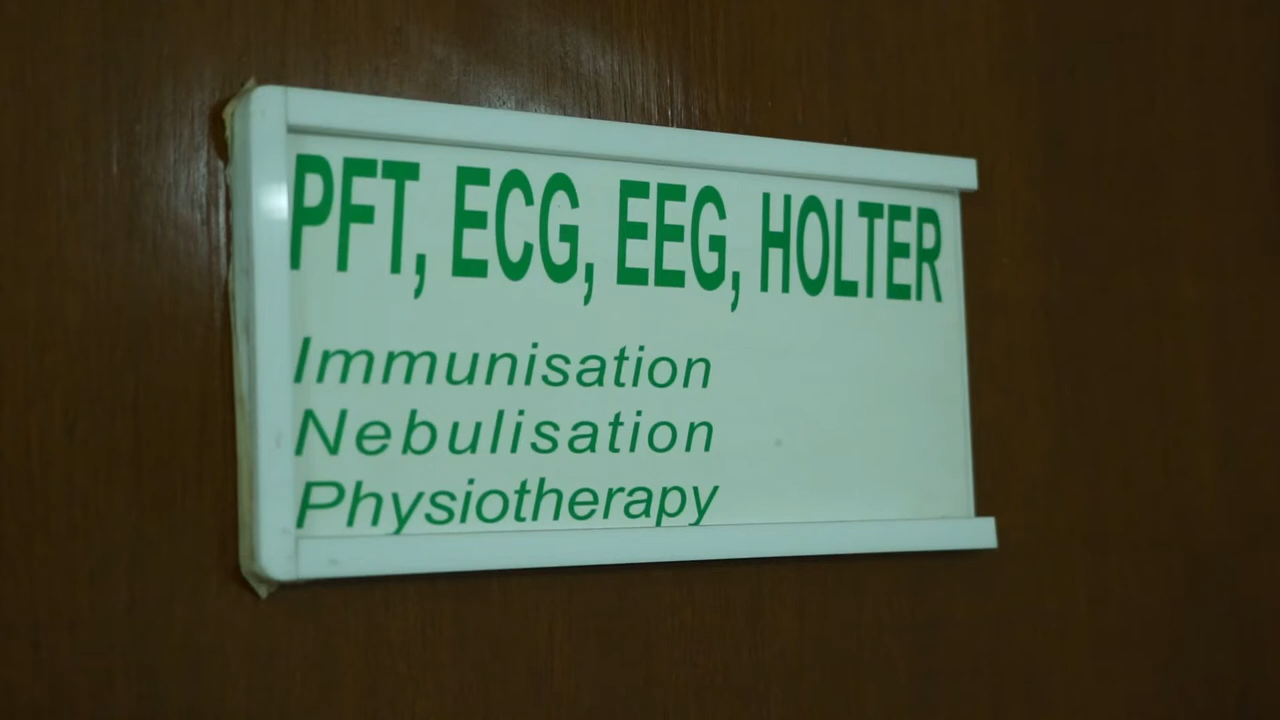 PFT, ECG, EEG, HOLTER
Immunisation
Nebulisation
Physiotherapy